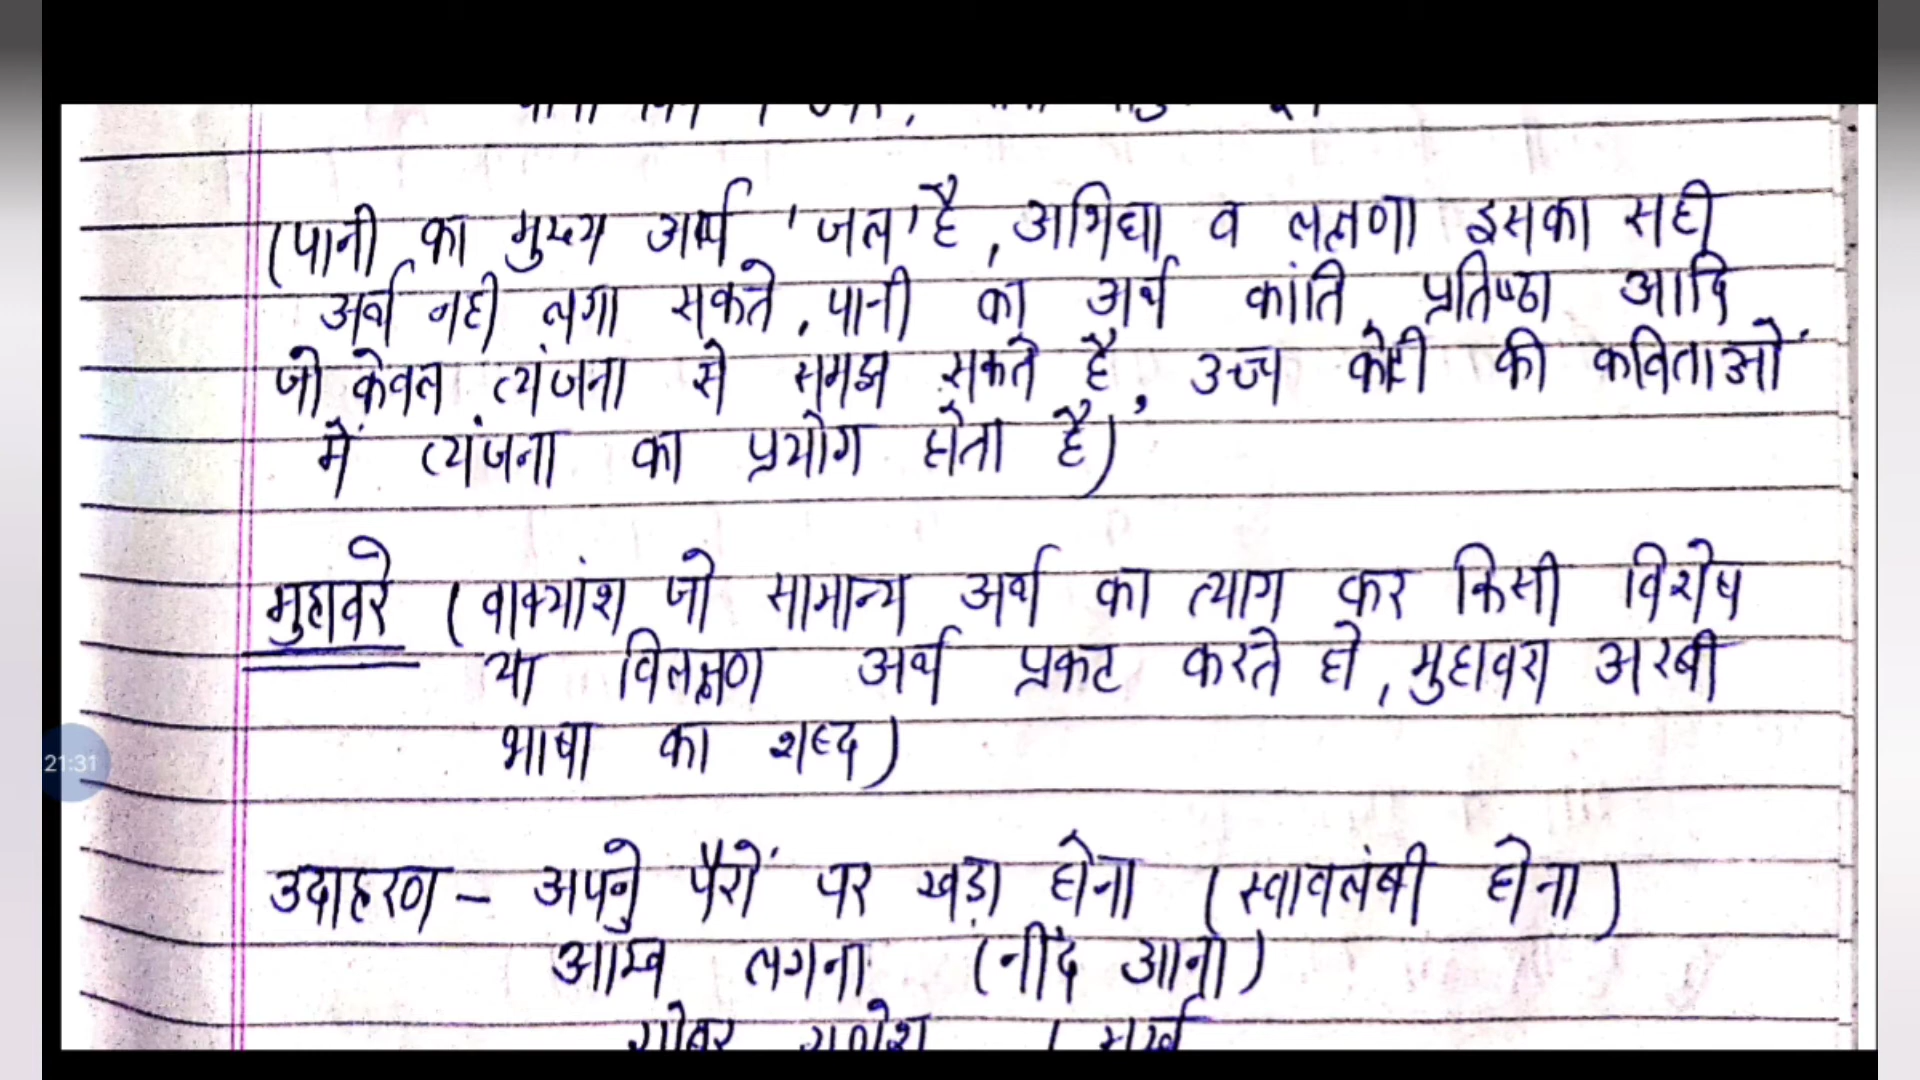 (पानी का मुख्य अर्थ 'जल' है, अभिधा व लक्षणा इसका सही
अर्थ नही लगा सकते, पानी का अर्थ कांति, प्रतिष्ठा आदि
जो केवल व्यंजना से समझ सकते है, उच्च कोटी की कविताओं
में व्यंजना का प्रयोग होता है)
मुहावरे (वाक्यांश जो सामान्य अर्थ का त्याग कर किसी विशेष
या विलक्षण अर्थ प्रकट करते हो, मुहावरा अरबी
भाषा का शब्द)
21:31
उदाहरण - अपने पैरों पर खड़ा होना (स्वावलंबी होना)
आंख लगना (नींद आना)
गोबर गणेश (मूर्ख